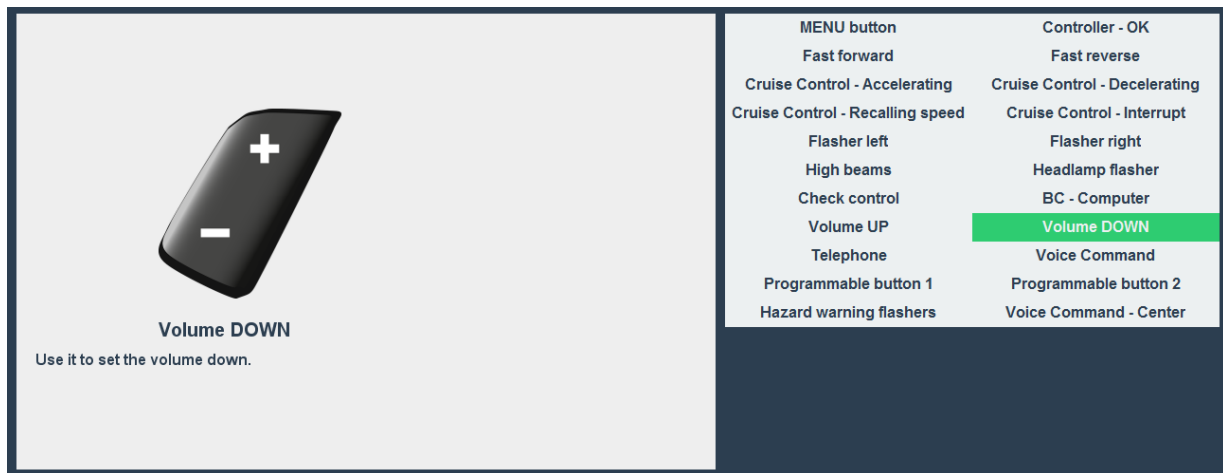 +
−
Volume DOWN
Use it to set the volume down.
MENU button Controller - OK
Fast forward Fast reverse
Cruise Control - Accelerating Cruise Control - Decelerating
Cruise Control - Recalling speed Cruise Control - Interrupt
Flasher left Flasher right
High beams Headlamp flasher
Check control BC - Computer
Volume UP Volume DOWN
Telephone Voice Command
Programmable button 1 Programmable button 2
Hazard warning flashers Voice Command - Center